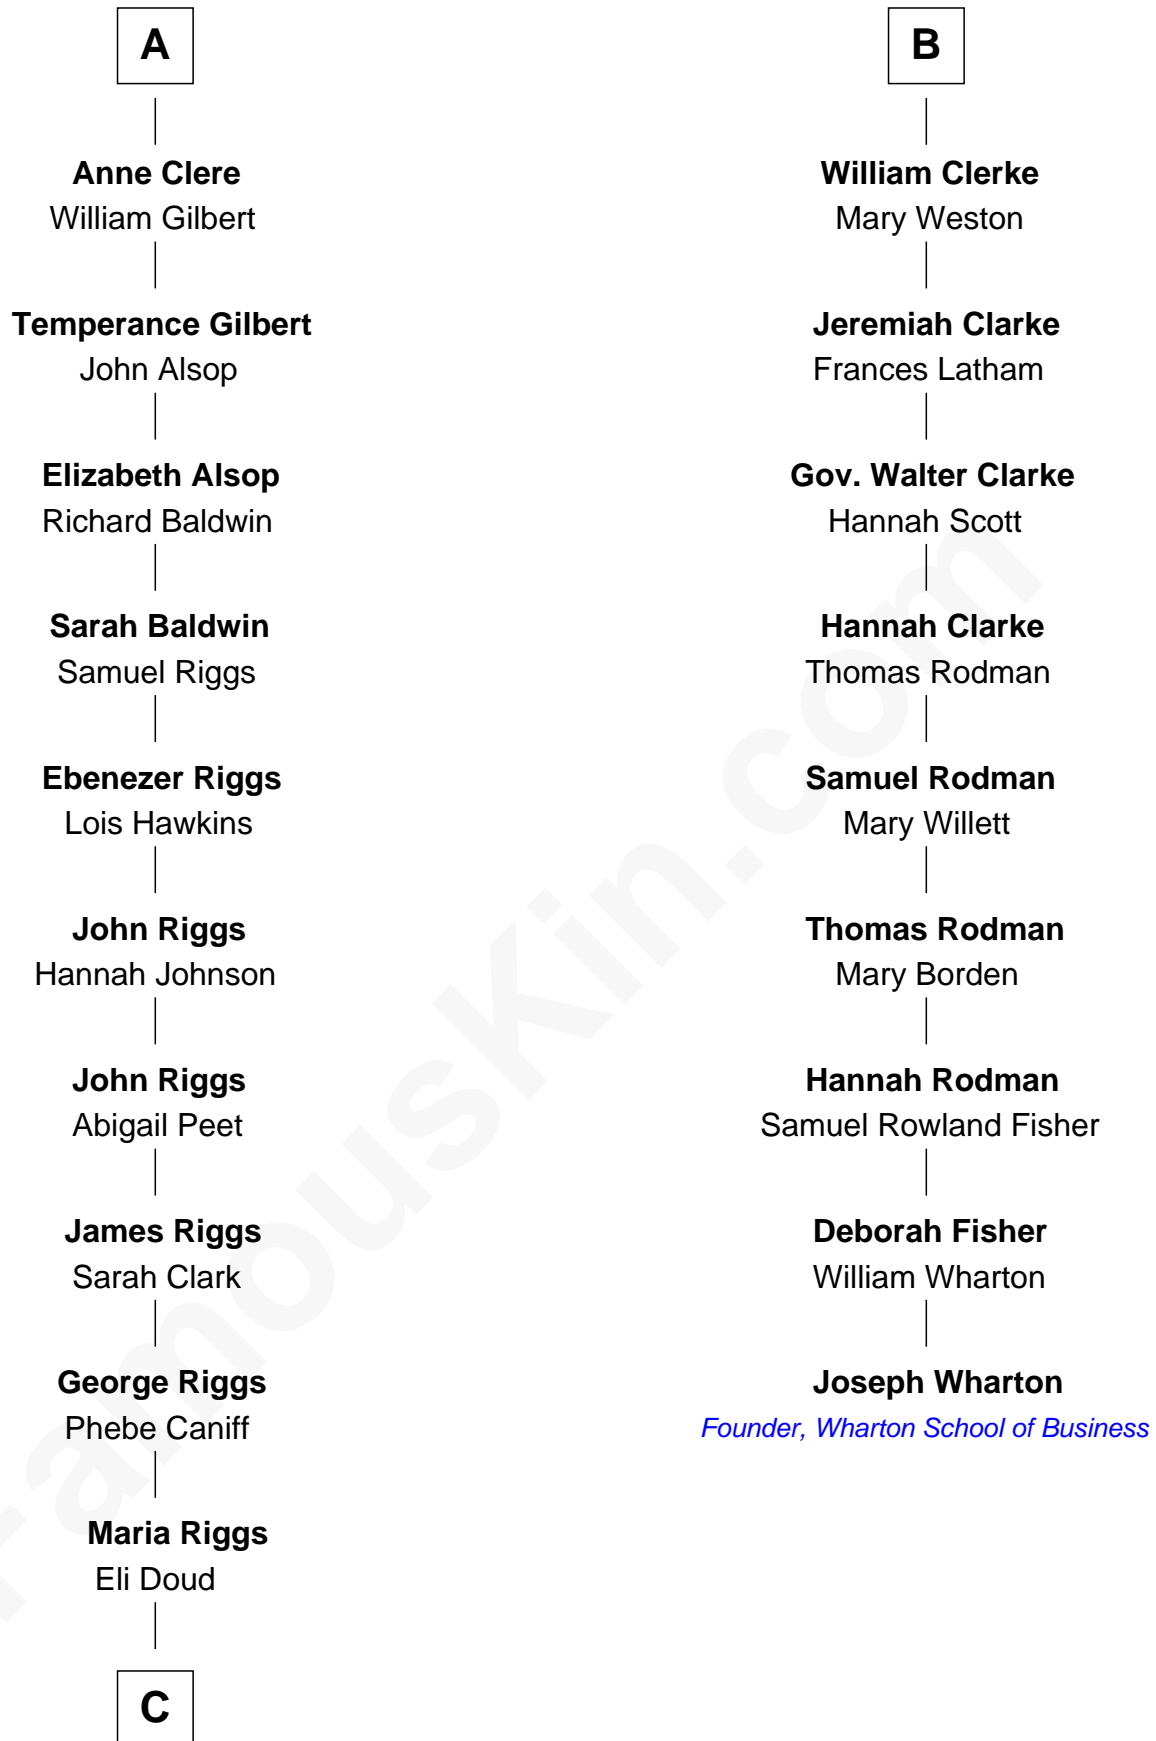 A
Anne Clere
William Gilbert
Temperance Gilbert
John Alsop
Elizabeth Alsop
Richard Baldwin
Sarah Baldwin
Samuel Riggs
Ebenezer Riggs
Lois Hawkins
John Riggs
Hannah Johnson
John Riggs
Abigail Peet
James Riggs
Sarah Clark
George Riggs
Phebe Caniff
Maria Riggs
Eli Doud
C
B
William Clerke
Mary Weston
Jeremiah Clarke
Frances Latham
Gov. Walter Clarke
Hannah Scott
Hannah Clarke
Thomas Rodman
Samuel Rodman
Mary Willett
Thomas Rodman
Mary Borden
Hannah Rodman
Samuel Rowland Fisher
Deborah Fisher
William Wharton
Joseph Wharton
Founder, Wharton School of Business
FamousKin.com